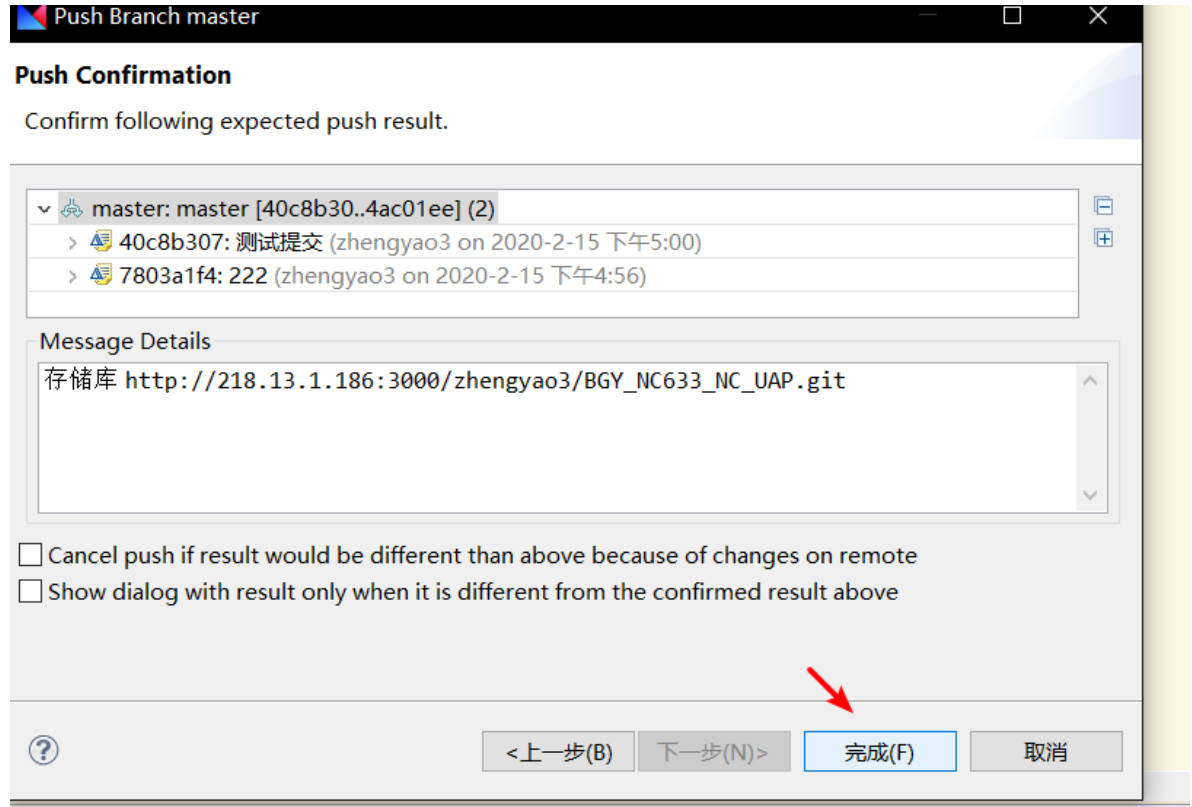 Push Branch master
Push Confirmation
Confirm following expected push result.
master: master [40c8b30..4ac01ee] (2)
40c8b307: 测试提交 (zhengyao3 on 2020-2-15 下午5:00)
7803a1f4: 222 (zhengyao3 on 2020-2-15 下午4:56)
Message Details
存储库 http://218.13.1.186:3000/zhengyao3/BGY_NC633_NC_UAP.git
Cancel push if result would be different than above because of changes on remote
Show dialog with result only when it is different from the confirmed result above
<上一步(B) 下一步(N)> 完成(F) 取消